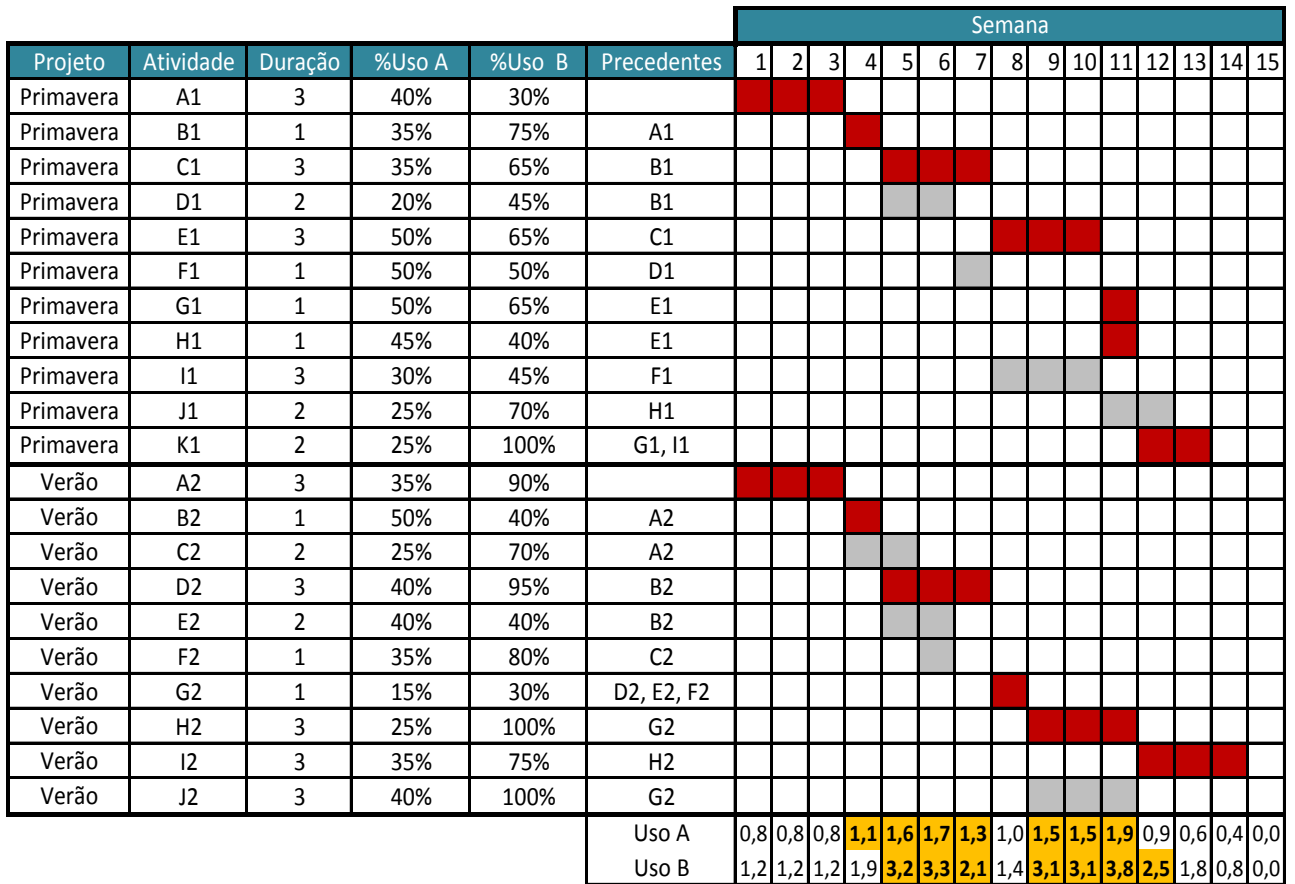 Semana
Projeto Atividade Duração %Uso A %Uso B Precedentes 1 2 3 4 5 6 7 8 9 10 11 12 13 14 15
Primavera A1 3 40% 30%
Primavera B1 1 35% 75% A1
Primavera C1 3 35% 65% B1
Primavera D1 2 20% 45% B1
Primavera E1 3 50% 65% C1
Primavera F1 1 50% 50% D1
Primavera G1 1 50% 65% E1
Primavera H1 1 45% 40% E1
Primavera I1 3 30% 45% F1
Primavera J1 2 25% 70% H1
Primavera K1 2 25% 100% G1, I1
Verão A2 3 35% 90%
Verão B2 1 50% 40% A2
Verão C2 2 25% 70% A2
Verão D2 3 40% 95% B2
Verão E2 2 40% 40% B2
Verão F2 1 35% 80% C2
Verão G2 1 15% 30% D2, E2, F2
Verão H2 3 25% 100% G2
Verão I2 3 35% 75% H2
Verão J2 3 40% 100% G2
Uso A 0,8 0,8 0,8 1,1 1,6 1,7 1,3 1,0 1,5 1,5 1,9 0,9 0,6 0,4 0,0
Uso B 1,2 1,2 1,2 1,9 3,2 3,3 2,1 1,4 3,1 3,1 3,8 2,5 1,8 0,8 0,0